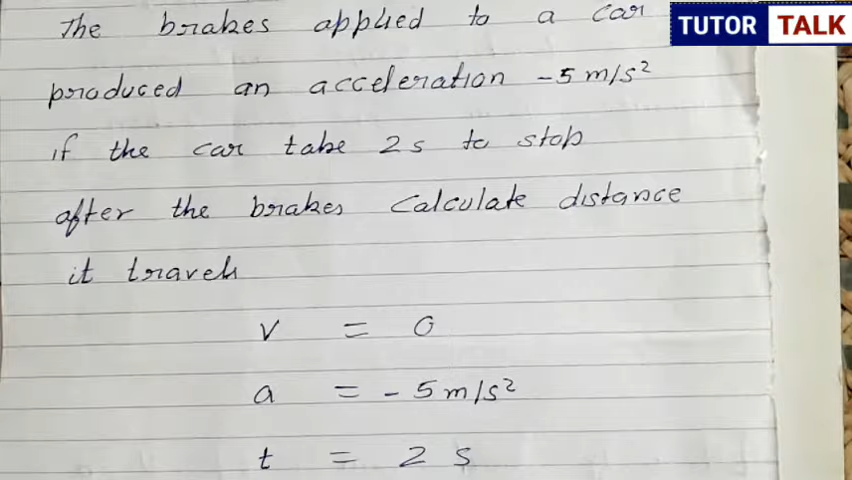 The brakes applied to a car
TUTOR TALK
produced an acceleration -5 m/s²
if the car take 2s to stop
after the brakes Calculate distance
it travels
v = 0
a = - 5 m/s²
t = 2 s